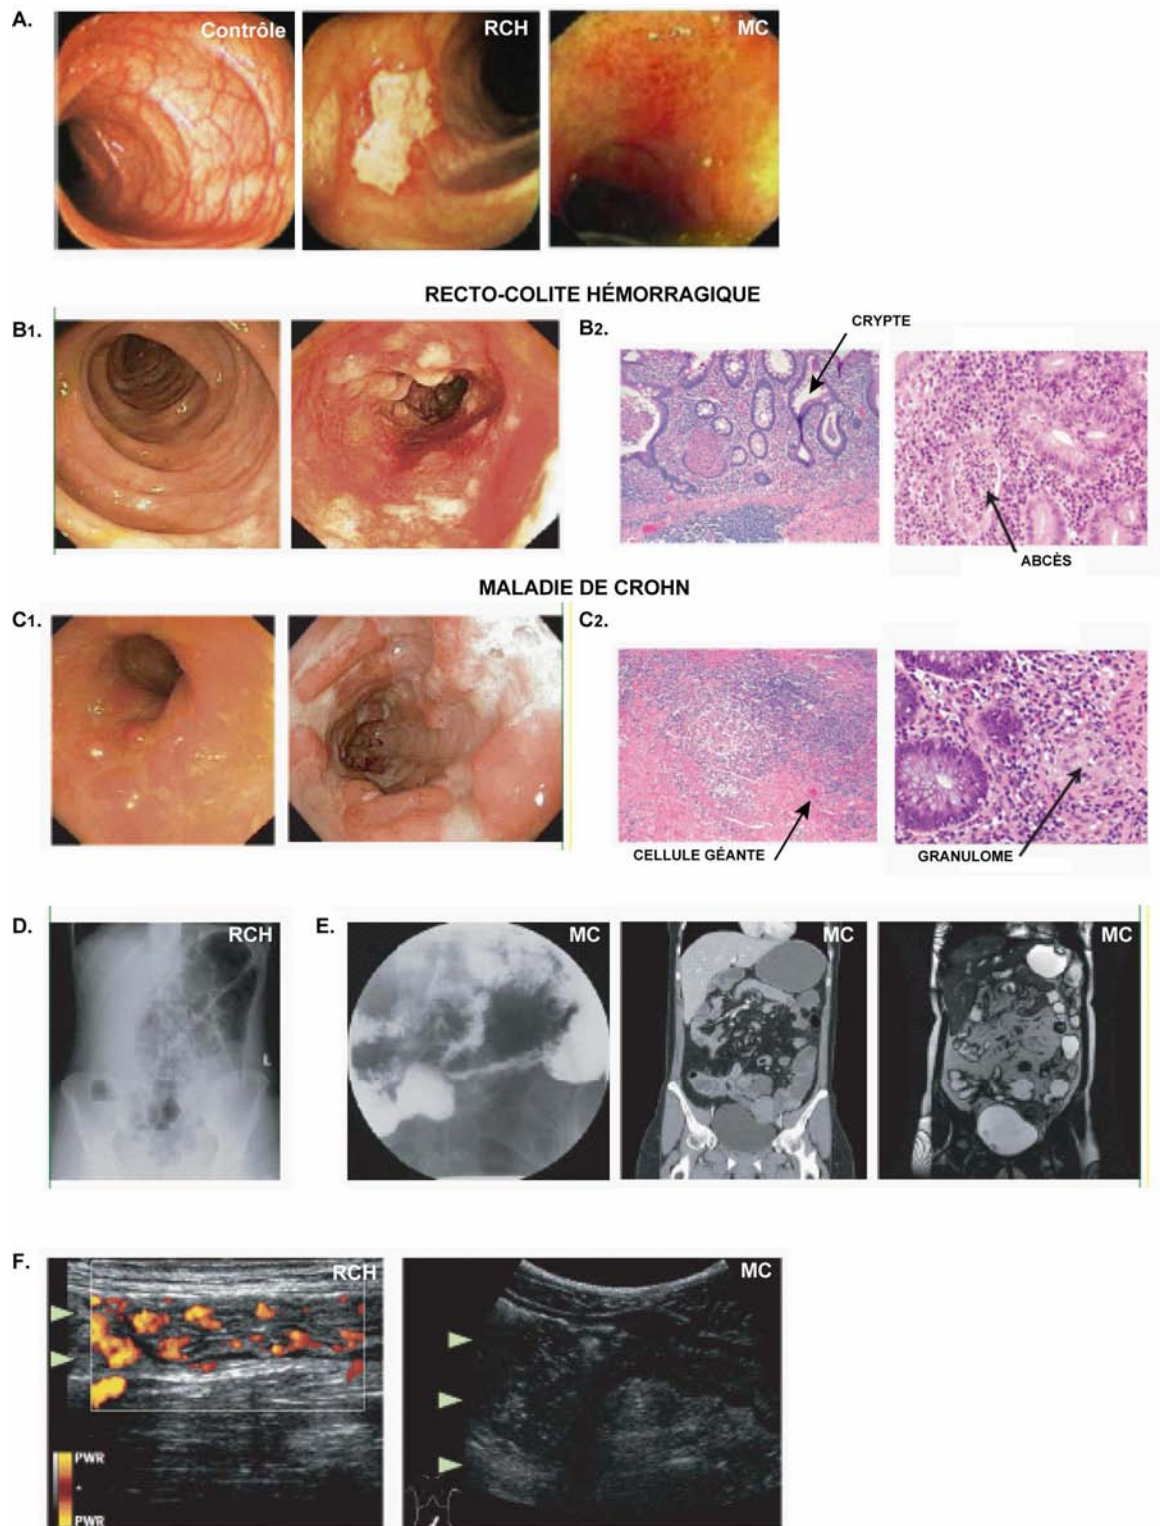 A.
Contrôle
RCH
MC
RECTO-COLITE HÉMORRAGIQUE
B1.
B2.
CRYPTE
ABCÈS
MALADIE DE CROHN
C1.
C2.
CELLULE GÉANTE
GRANULOME
D.
RCH
L
E.
MC
MC
MC
F.
RCH
PWR
PWR
MC